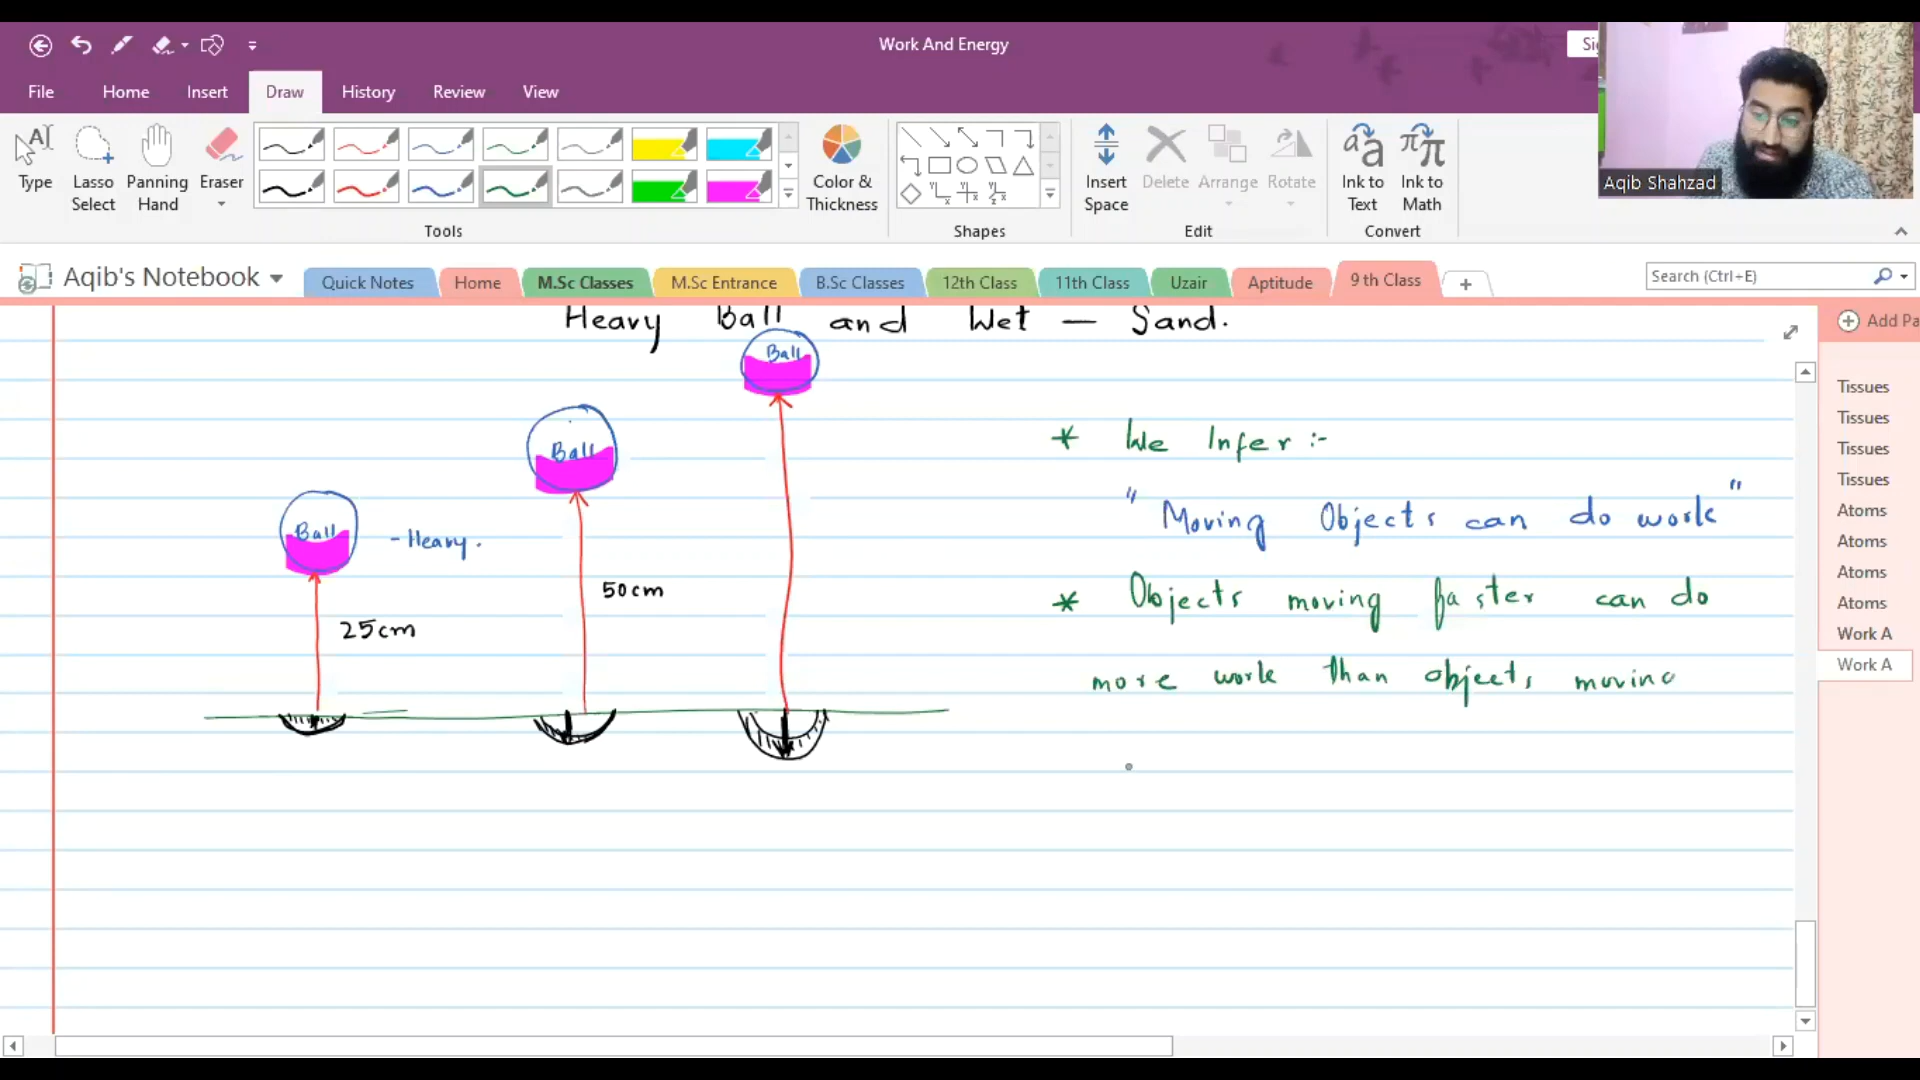 Work And Energy
Si
File Home Insert Draw History Review View
Type
Lasso Select
Panning Hand
Eraser
Color & Thickness
Insert Space
Delete
Arrange
Rotate
Ink to Text
Ink to Math
Tools Shapes Edit Convert
Aqib Shahzad
Aqib's Notebook
Quick Notes Home M.Sc Classes M.Sc Entrance B.Sc Classes 12th Class 11th Class Uzair Aptitude 9 th Class
Search (Ctrl+E)
Add Pa
Tissues
Tissues
Tissues
Tissues
Atoms
Atoms
Atoms
Atoms
Work A
Work A
Heavy Ball and Wet – Sand.
Ball
Ball
Ball
- Heavy.
25cm
50cm
* We Infer :-
" Moving Objects can do work "
* Objects moving faster can do
more work than objects moving